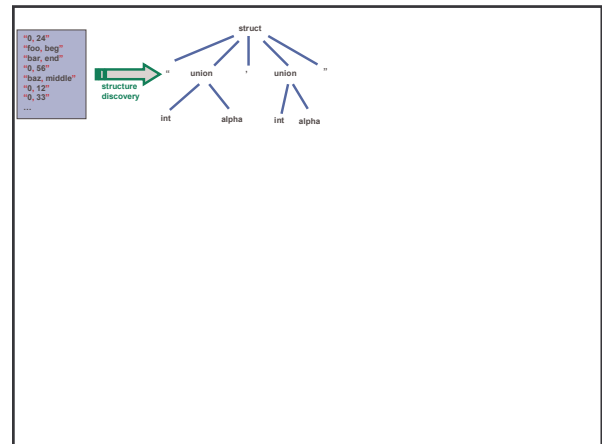 “0, 24”
“foo, beg”
“bar, end”
“0, 56”
“baz, middle”
“0, 12”
“0, 33”
…
structure
discovery
struct
“ union , union ”
int alpha int alpha